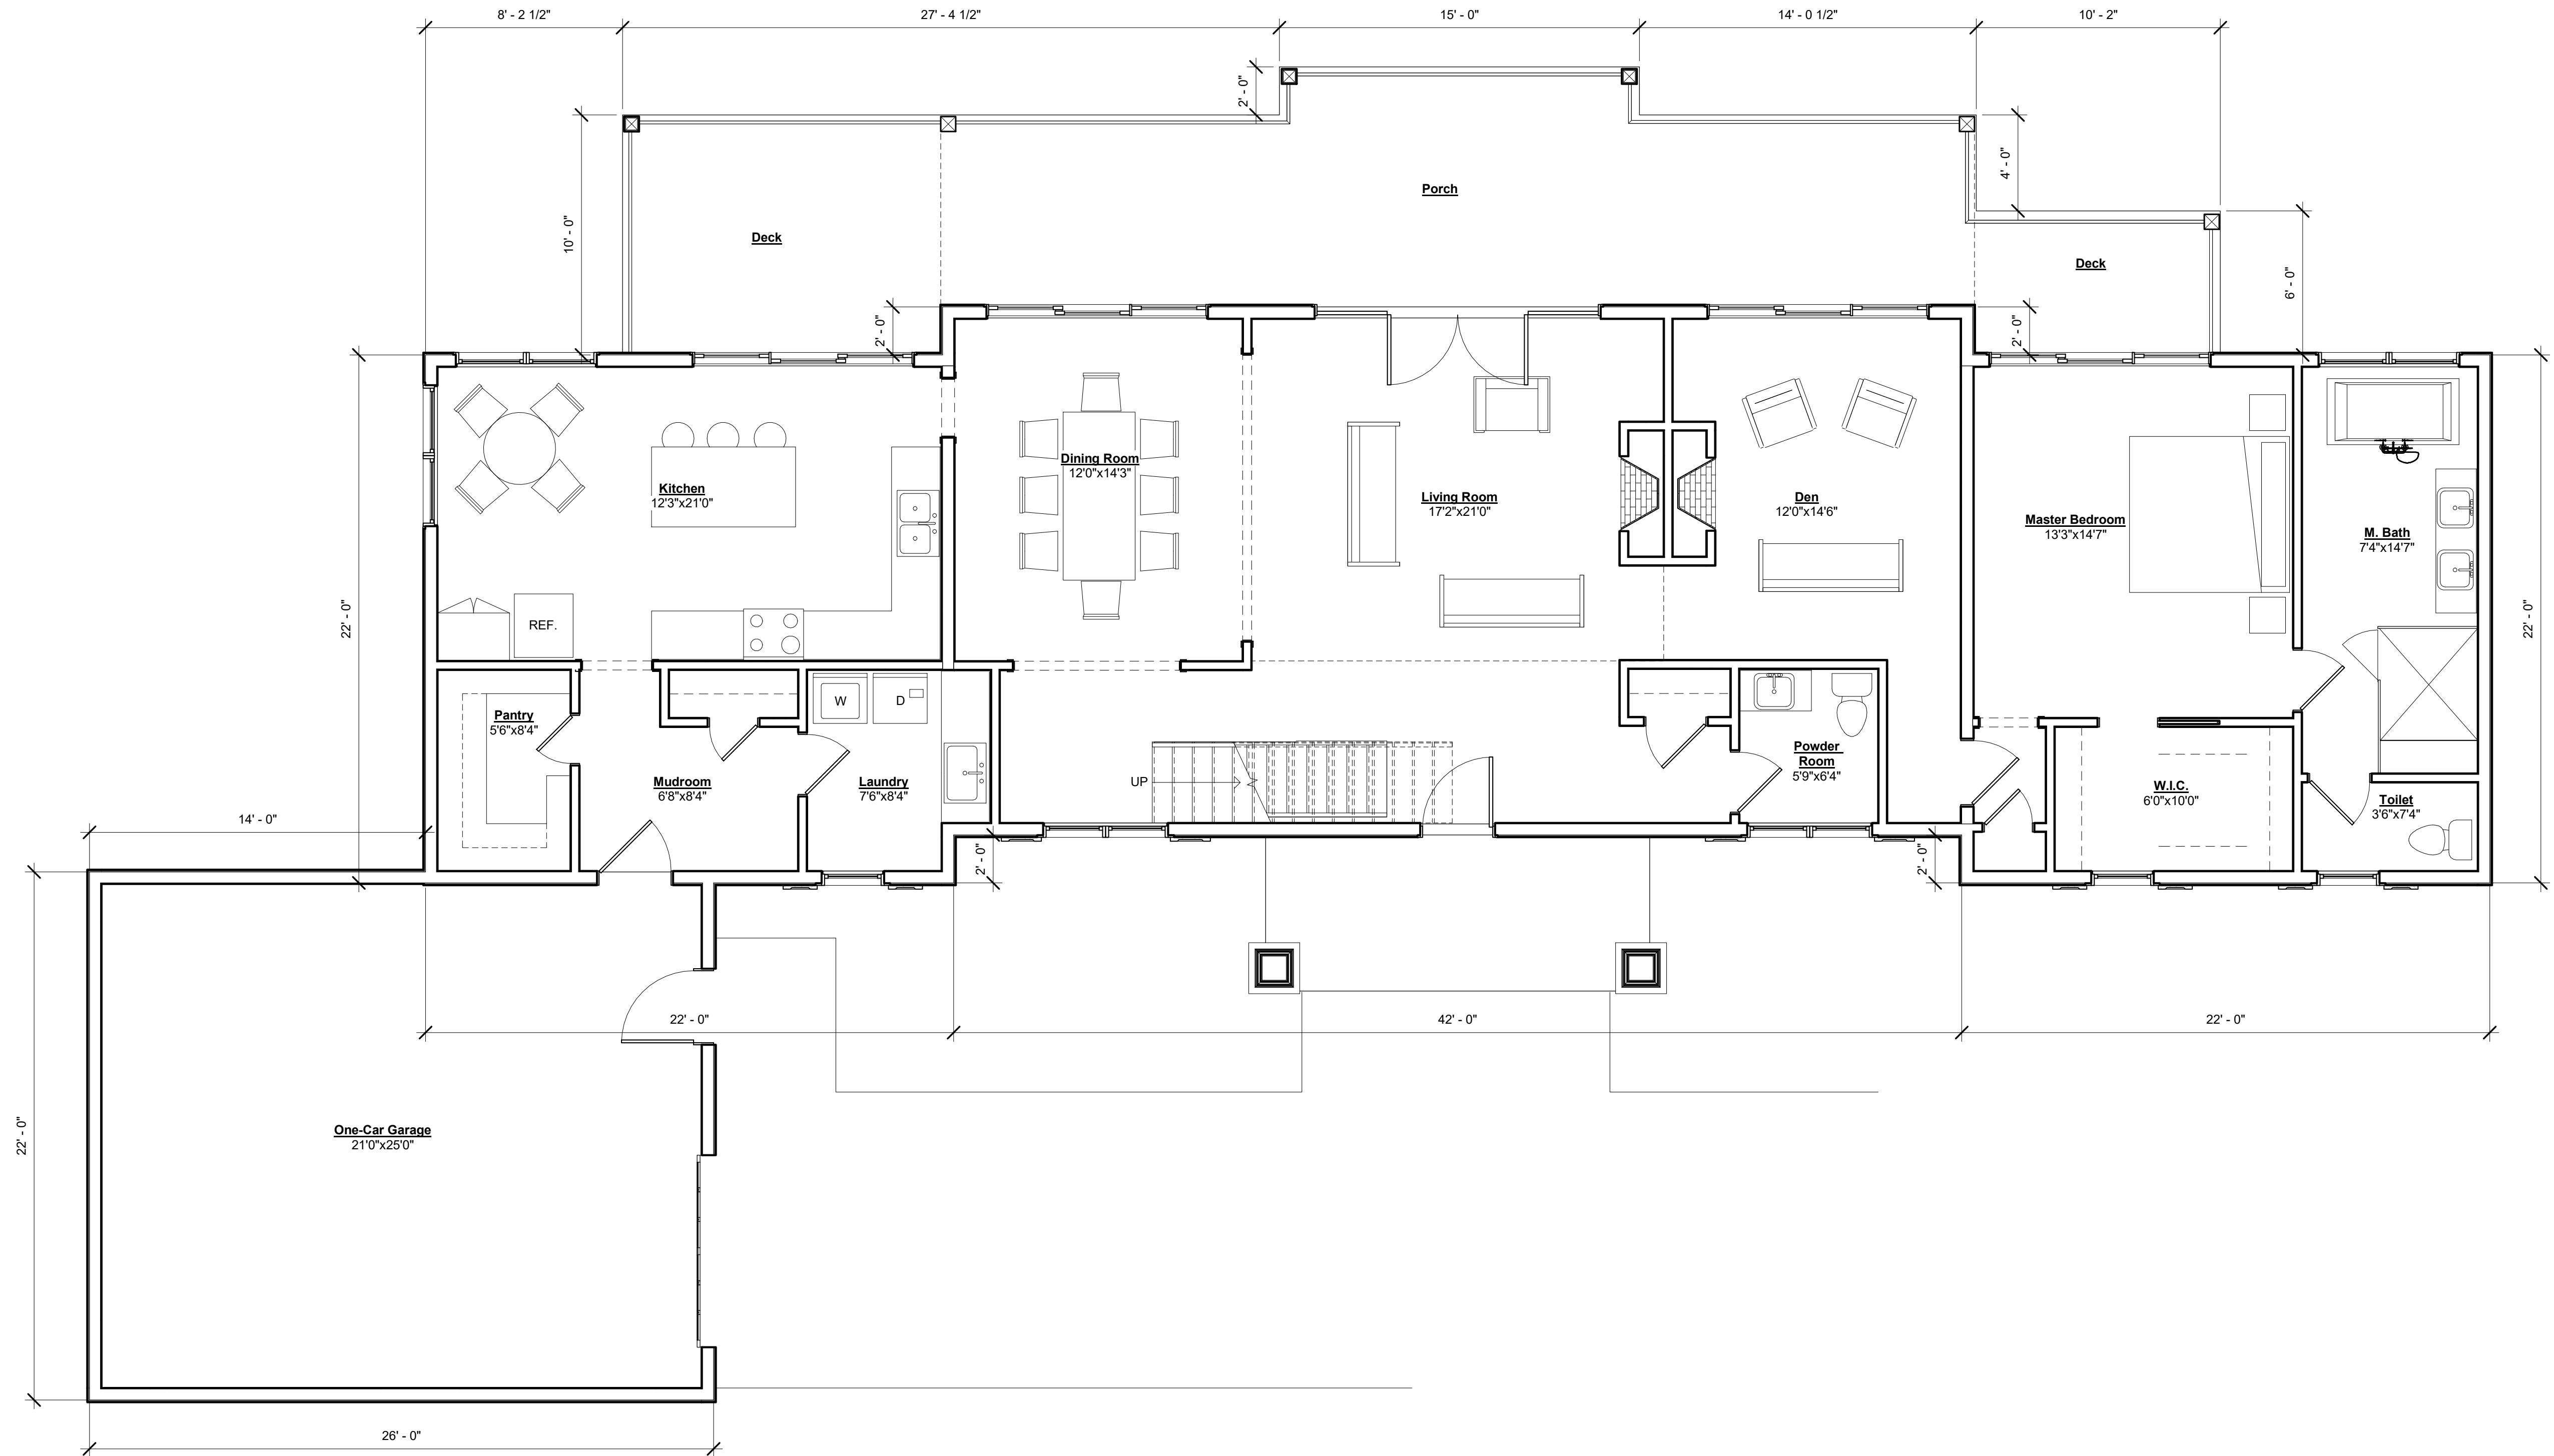 8' - 2 1/2"
27' - 4 1/2"
15' - 0"
14' - 0 1/2"
10' - 2"
2' - 0"
4' - 0"
10' - 0"
6' - 0"
Porch
Deck
Deck
2' - 0"
2' - 0"
Dining Room
12'0"x14'3"
Kitchen
12'3"x21'0"
Living Room
17'2"x21'0"
Den
12'0"x14'6"
Master Bedroom
13'3"x14'7"
M. Bath
7'4"x14'7"
22' - 0"
22' - 0"
REF.
W
D
Pantry
5'6"x8'4"
Mudroom
6'8"x8'4"
Laundry
7'6"x8'4"
UP
Powder
Room
5'9"x6'4"
W.I.C.
6'0"x10'0"
Toilet
3'6"x7'4"
14' - 0"
2' - 0"
2' - 0"
22' - 0"
42' - 0"
22' - 0"
22' - 0"
One-Car Garage
21'0"x25'0"
26' - 0"